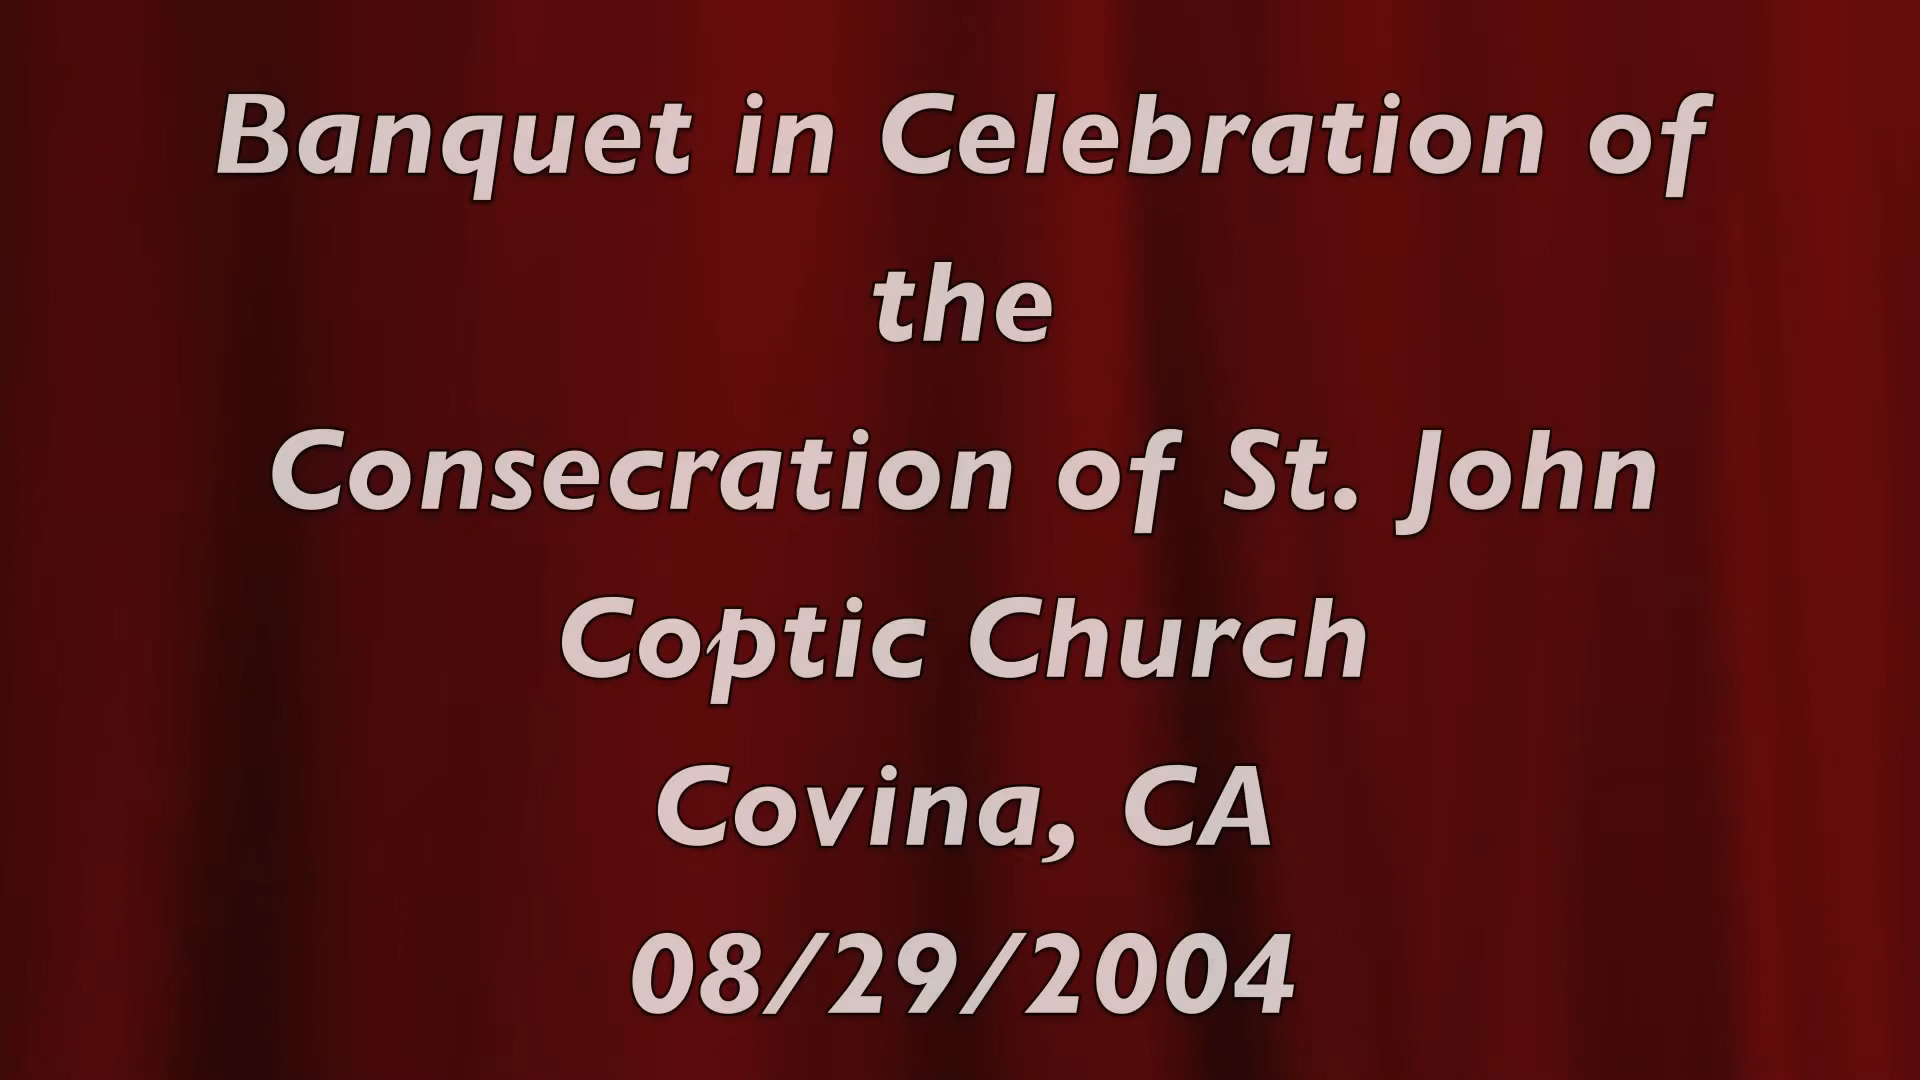 Banquet in Celebration of
the
Consecration of St. John
Coptic Church
Covina, CA
08/29/2004